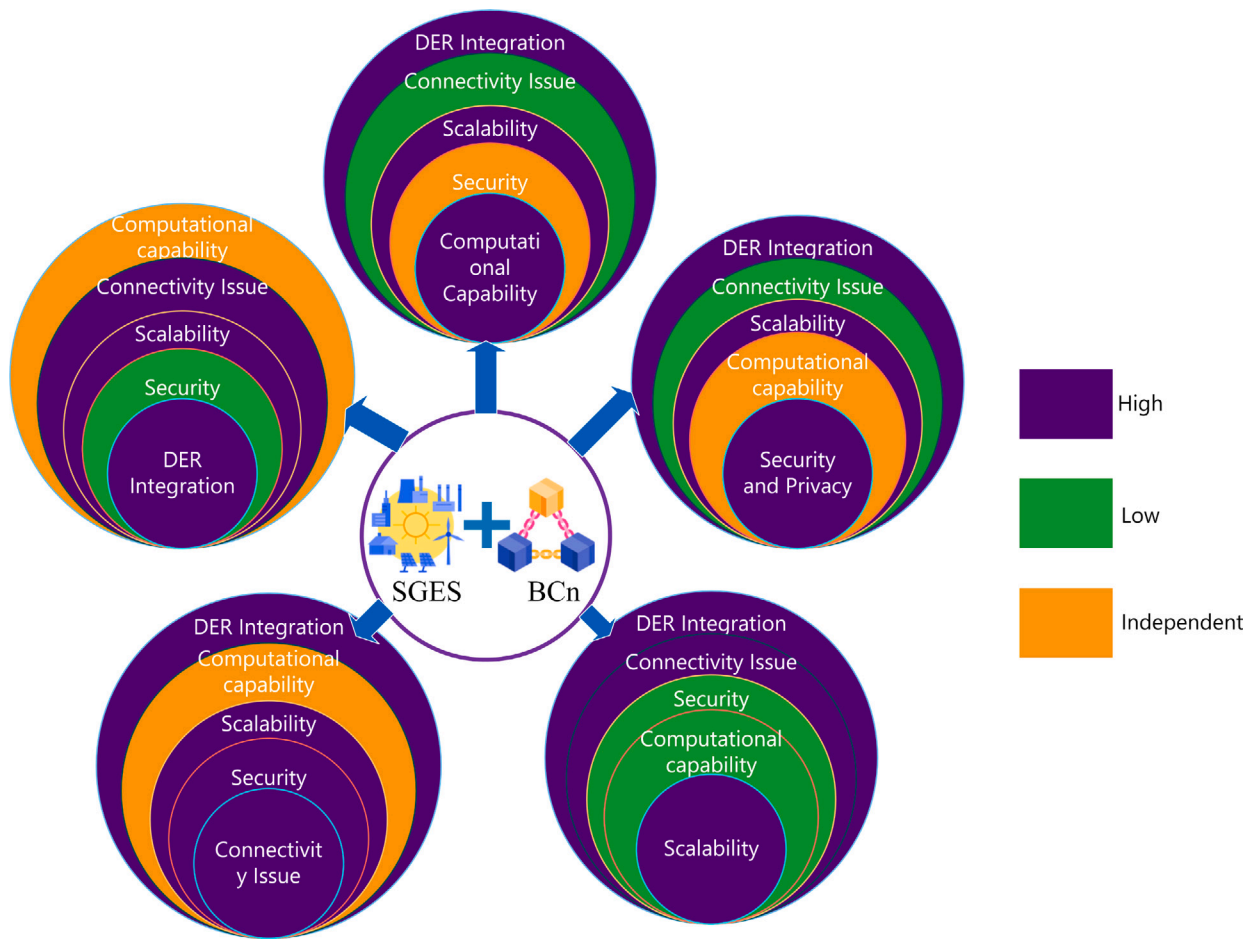 DER Integration
Connectivity Issue
Scalability
Security
Computati
onal
Capability
Computational
capability
Connectivity Issue
Scalability
Security
DER
Integration
DER Integration
Connectivity Issue
Scalability
Computational
capability
Security
and Privacy
High
Low
Independent
SGES
BCn
DER Integration
Computational
capability
Scalability
Security
Connectivit
y Issue
DER Integration
Connectivity Issue
Security
Computational
capability
Scalability